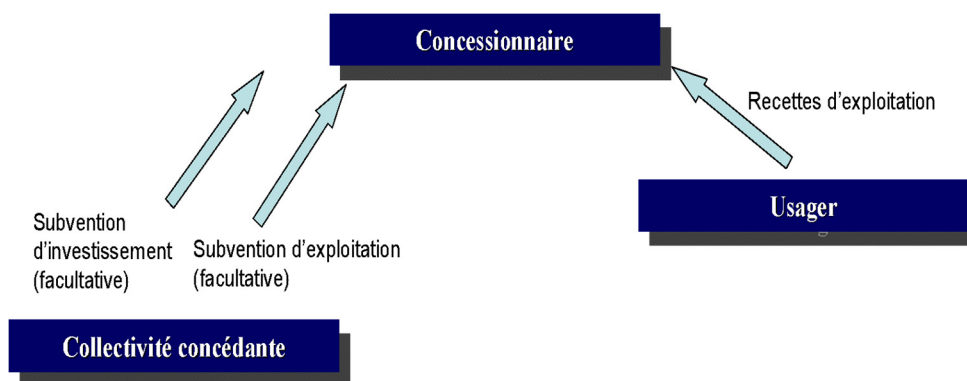 Concessionnaire
Recettes d'exploitation
Usager
Subvention
d'investissement
(facultative)
Subvention d'exploitation
(facultative)
Collectivité concédante